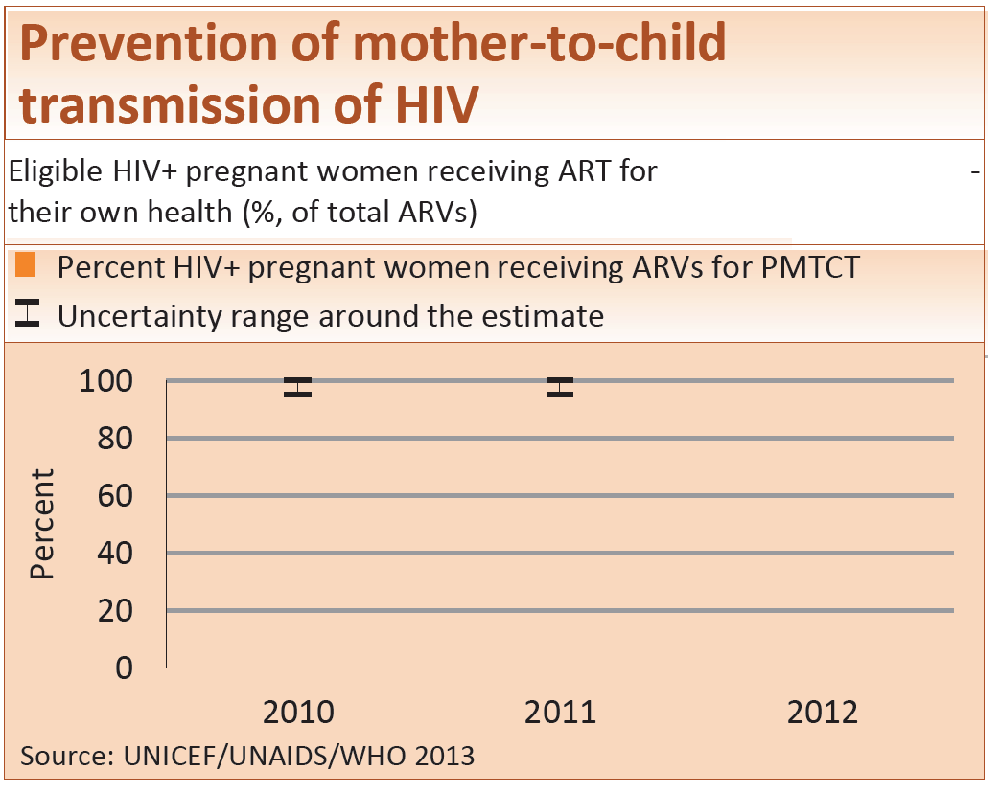 Prevention of mother-to-child
transmission of HIV
Eligible HIV+ pregnant women receiving ART for -
their own health (%, of total ARVs)
Percent HIV+ pregnant women receiving ARVs for PMTCT
Uncertainty range around the estimate
100
80
60
40
20
0
Percent
2010 2011 2012
Source: UNICEF/UNAIDS/WHO 2013